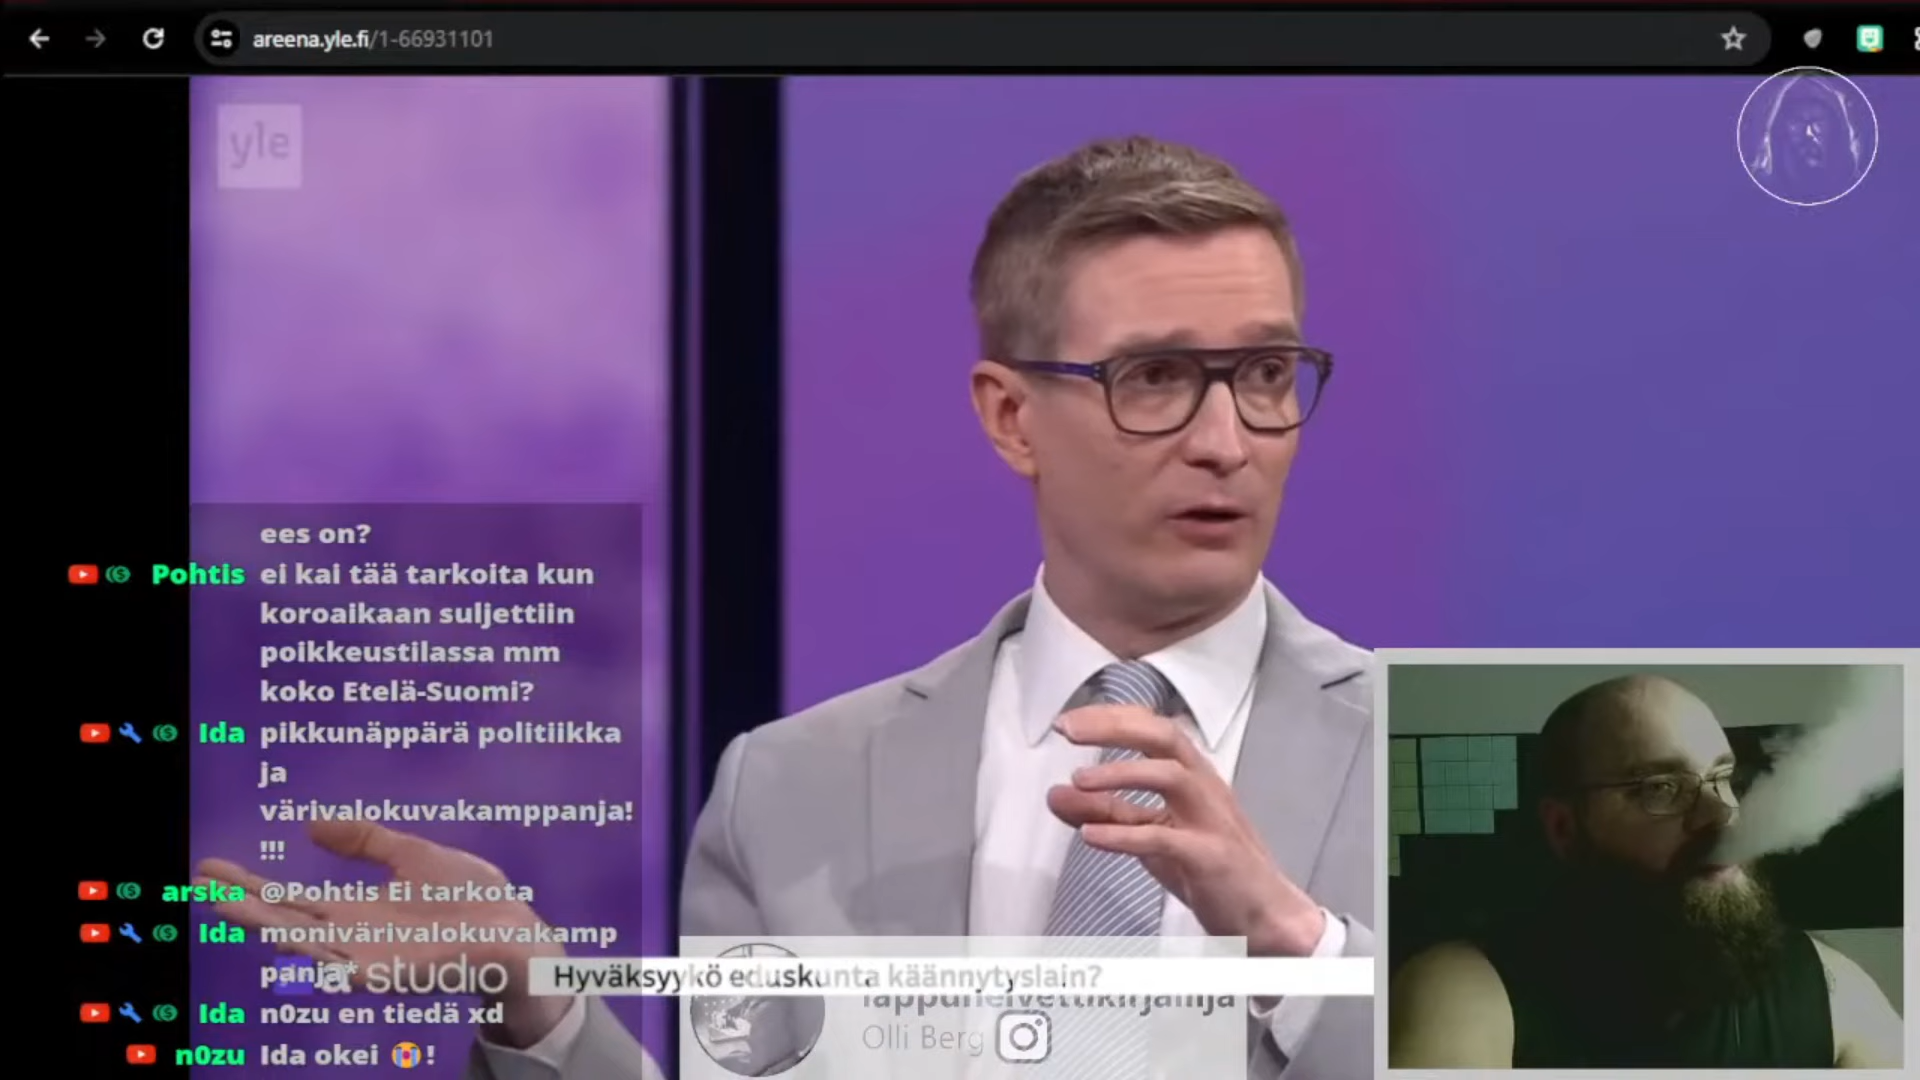 areena.yle.fi/1-66931101
yle
ees on?
Pohtis ei kai tää tarkoita kun
koroaikaan suljettiin
poikkeustilassa mm
koko Etelä-Suomi?
Ida pikkunäppärä politiikka
ja
värivalokuvakamppanja!
!!!
arska @Pohtis Ei tarkota
Ida monivärivalokuvakamp
panja*
a studio
Hyväksyykö eduskunta käännytyslain?
Ida n0zu en tiedä xd
Olli Berg
n0zu Ida okei 😭!